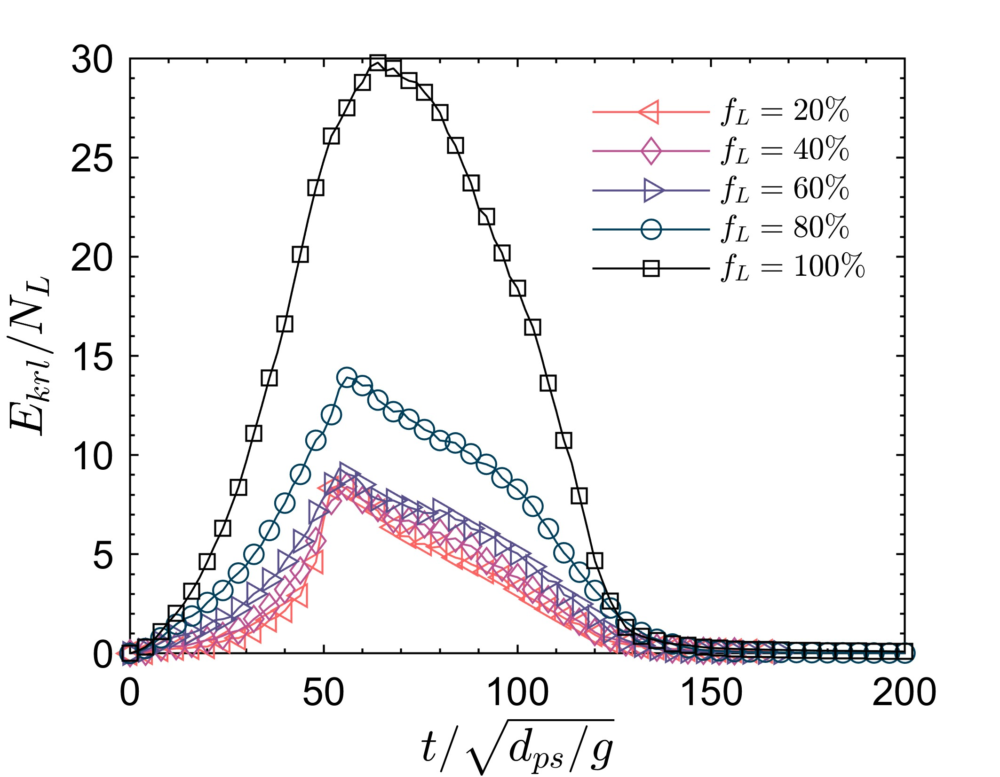 30
25
20
15
10
5
0
E_{krl}/N_L
f_L = 20%
f_L = 40%
f_L = 60%
f_L = 80%
f_L = 100%
0 50 100 150 200
t/√d_{ps}/g